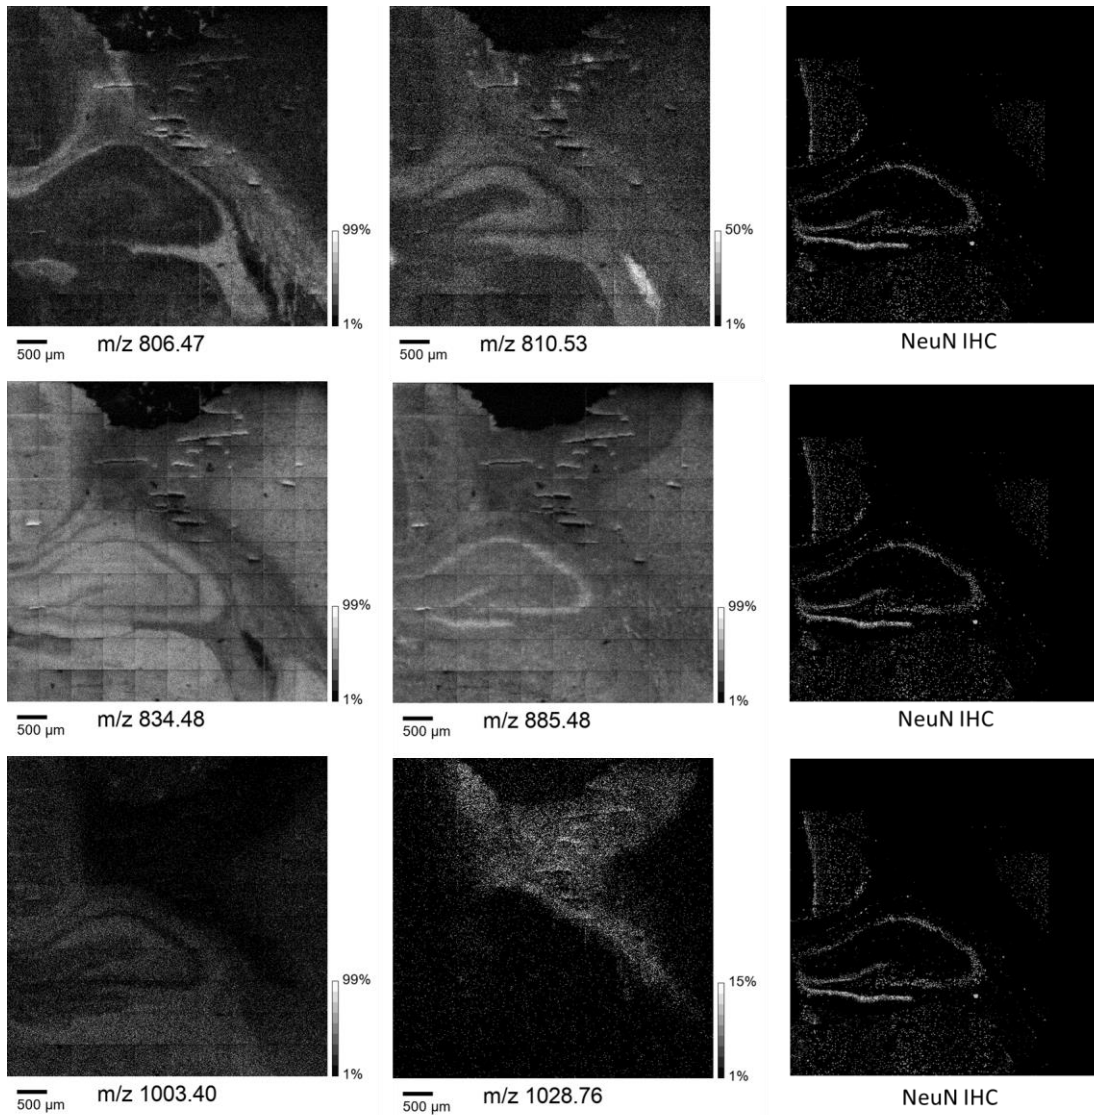 99%
1%
500 µm
m/z 806.47
50%
1%
500 µm
m/z 810.53
NeuN IHC
99%
1%
500 µm
m/z 834.48
99%
1%
500 µm
m/z 885.48
NeuN IHC
99%
1%
500 µm
m/z 1003.40
15%
1%
500 µm
m/z 1028.76
NeuN IHC